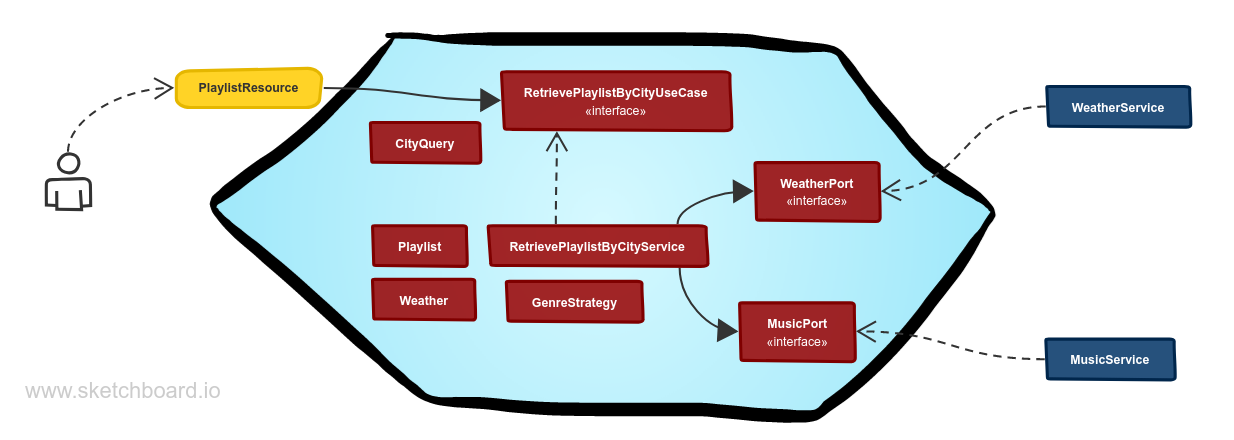 PlaylistResource
RetrievePlaylistByCityUseCase
«interface»
WeatherService
CityQuery
WeatherPort
«interface»
Playlist
RetrievePlaylistByCityService
Weather
GenreStrategy
MusicPort
«interface»
MusicService
www.sketchboard.io